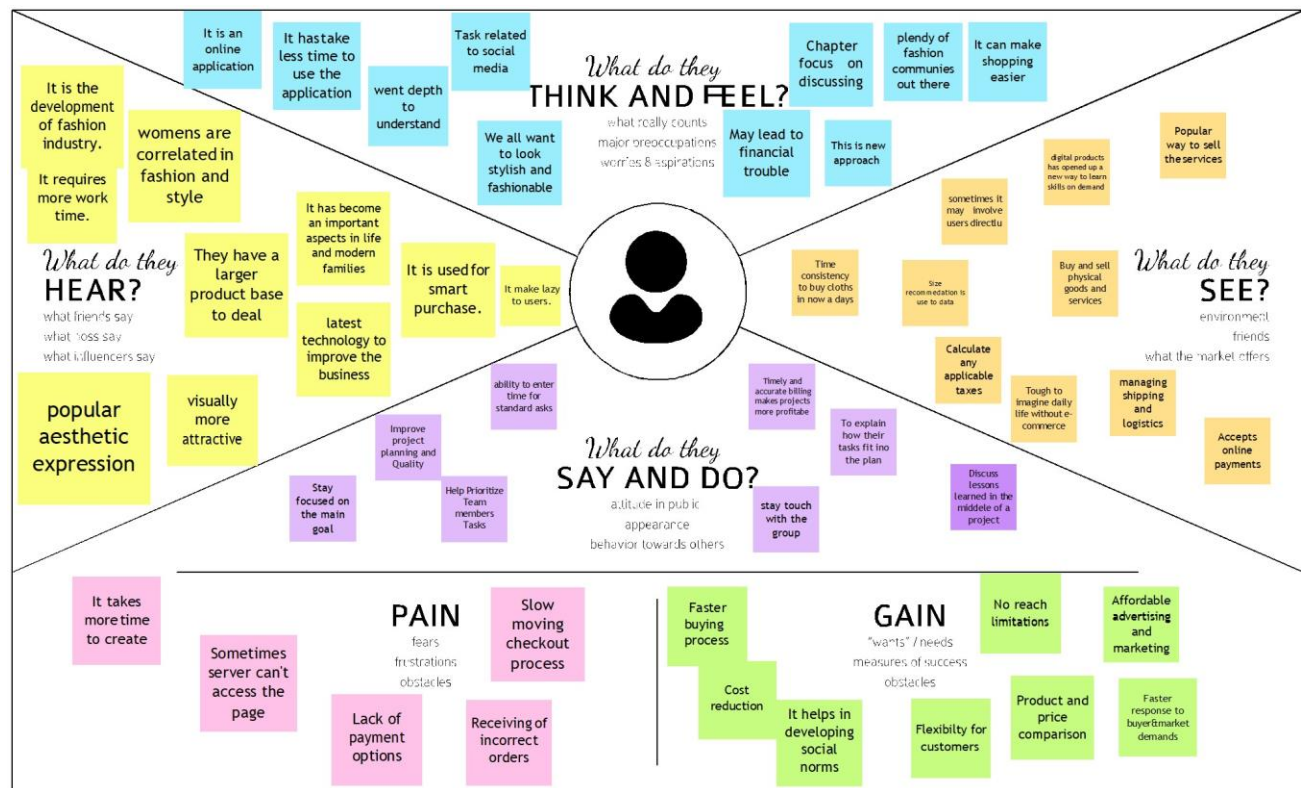 It is an
online
application
It has take
less time to
use the
application
went depth
to
understand
Task related
to social
media
We all want
to look
stylish and
fashionable
What do they
THINK AND FEEL?
what really counts
major preoccupations
worries & aspirations
Chapter
focus on
discussing
plendy of
fashion
communies
out there
It can make
shopping
easier
May lead to
financial
trouble
This is new
approach
It is the
development
of fashion
industry.
womens are
correlated in
fashion and
style
It requires
more work
time.
What do they
HEAR?
what friends say
what boss say
what influencers say
They have a
larger
product base
to deal
It has become
an important
aspects in life
and modern
families
It is used for
smart
purchase.
It make lazy
to users.
latest
technology to
improve the
business
popular
aesthetic
expression
visually
more
attractive
Popular
way to sell
the services
digital products
has opened up a
new way to learn
skills on demand
sometimes it
may involve
users directlu
Time
consistency
to buy cloths
in now a days
Size
recommedation is
use to data
Buy and sell
physical
goods and
services
What do they
SEE?
environment
friends
what the market offers
Calculate
any
applicable
taxes
Tough to
imagine daily
life without e-
commerce
managing
shipping
and
logistics
Accepts
online
payments
ability to enter
time for
standard asks
Improve
project
planning and
Quality
Stay
focused on
the main
goal
Help Prioritize
Team
members
Tasks
What do they
SAY AND DO?
attitude in public
appearance
behavior towards others
Timely and
accurate billing
makes projects
more profitabe
To explain
how their
tasks fit ino
the plan
stay touch
with the
group
Discuss
lessons
learned in the
middele of a
project
It takes
more time
to create
Sometimes
server can't
access the
page
PAIN
fears
frustrations
obstacles
Slow
moving
checkout
process
Lack of
payment
options
Receiving of
incorrect
orders
Faster
buying
process
Cost
reduction
It helps in
developing
social
norms
GAIN
"wants" / needs
measures of success
obstacles
No reach
limitations
Affordable
advertising
and
marketing
Flexibilty for
customers
Product and
price
comparison
Faster
response to
buyer&market
demands